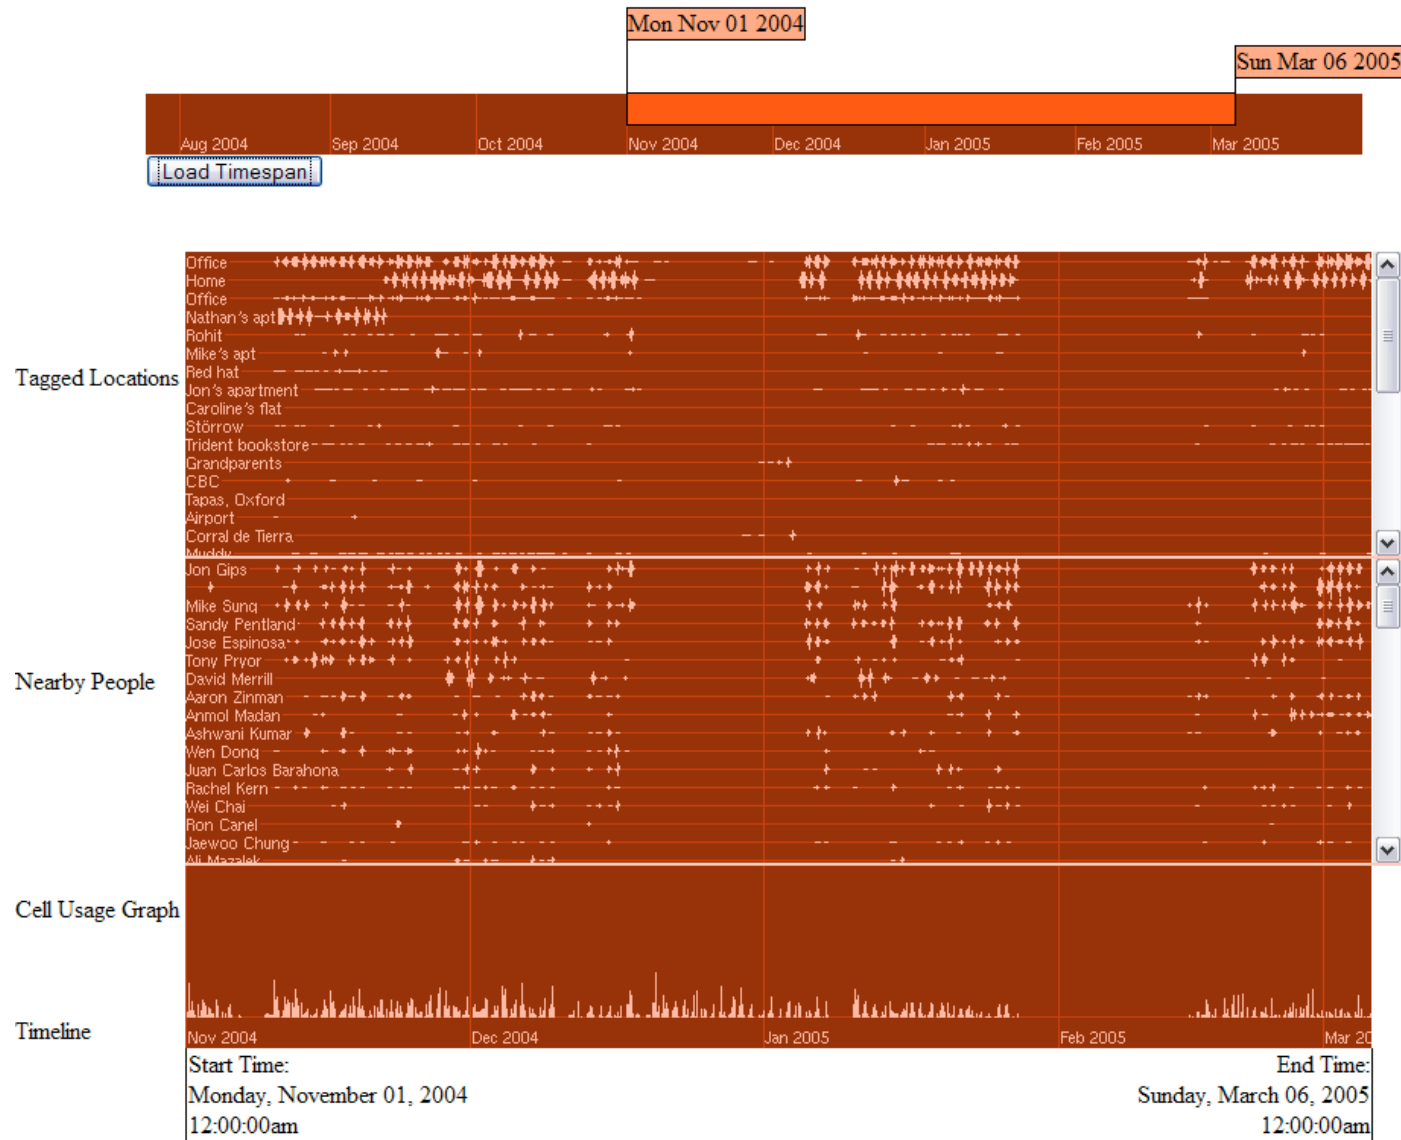 Mon Nov 01 2004
Sun Mar 06 2005
Aug 2004 Sep 2004 Oct 2004 Nov 2004 Dec 2004 Jan 2005 Feb 2005 Mar 2005
Load Timespan
Tagged Locations
Office
Home
Office
Nathan's apt
Rohit
Mike's apt
Red hat
Jon's apartment
Caroline's flat
Störrow
Trident bookstore
Grandparents
CBC
Tapas, Oxford
Airport
Corral de Tierra
Muddy
Nearby People
Jon Gips
Mike Sung
Sandy Pentland
Jose Espinosa
Tony Pryor
David Merrill
Aaron Zinman
Anmol Madan
Ashwani Kumar
Wen Dong
Juan Carlos Barahona
Rachel Kern
Wei Chai
Ron Canel
Jaewoo Chung
Ali Mazalek
Cell Usage Graph
Timeline
Nov 2004 Dec 2004 Jan 2005 Feb 2005 Mar 20
Start Time: End Time:
Monday, November 01, 2004 Sunday, March 06, 2005
12:00:00am 12:00:00am